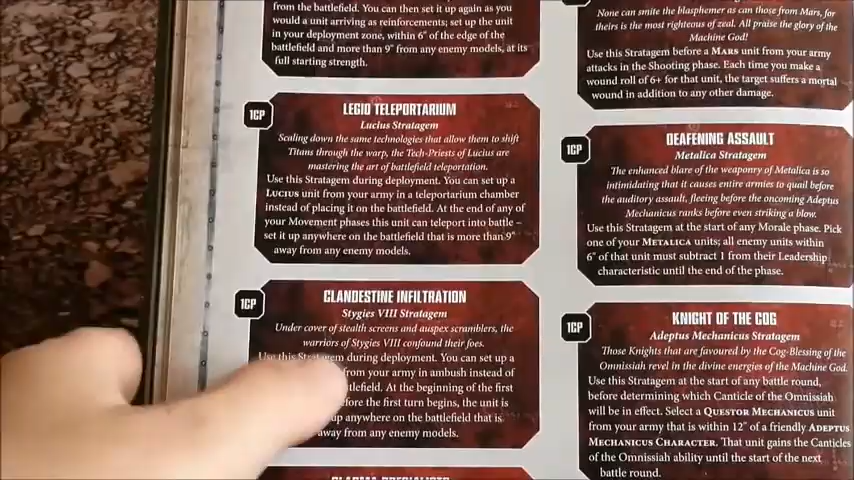 from the battlefield. You can then set it up again as you
would a unit arriving as reinforcements; set up the unit
in your deployment zone, within 6" of the edge of the
battlefield and more than 9" from any enemy models, at its
full starting strength.
1CP
LEGIO TELEPORTARIUM
Lucius Stratagem
Scaling down the same technologies that allow them to shift
Titans through the warp, the Tech-Priests of Lucius are
mastering the art of battlefield teleportation.
Use this Stratagem during deployment. You can set up a
LUCIUS unit from your army in a teleportarium chamber
instead of placing it on the battlefield. At the end of any of
your Movement phases this unit can teleport into battle –
set it up anywhere on the battlefield that is more than 9"
away from any enemy models.
1CP
CLANDESTINE INFILTRATION
Stygies VIII Stratagem
Under cover of stealth screens and auspex scramblers, the
warriors of Stygies VIII confound their foes.
Use this Stratagem during deployment. You can set up a
from your army in ambush instead of
battlefield. At the beginning of the first
before the first turn begins, the unit is
up anywhere on the battlefield that is
away from any enemy models.
None can smite the blasphemer as can those from Mars, for
theirs is the most righteous of zeal. All praise the glory of the
Machine God!
Use this Stratagem before a MARS unit from your army
attacks in the Shooting phase. Each time you make a
wound roll of 6+ for that unit, the target suffers a mortal
wound in addition to any other damage.
1CP
DEAFENING ASSAULT
Metalica Stratagem
The enhanced blare of the weaponry of Metalica is so
intimidating that it causes entire armies to quail before
the auditory assault, fleeing before the oncoming Adeptus
Mechanicus ranks before even striking a blow.
Use this Stratagem at the start of any Morale phase. Pick
one of your METALICA units; all enemy units within
6" of that unit must subtract 1 from their Leadership
characteristic until the end of the phase.
1CP
KNIGHT OF THE COG
Adeptus Mechanicus Stratagem
Those Knights that are favoured by the Cog-Blessing of the
Omnissiah revel in the divine energies of the Machine God.
Use this Stratagem at the start of any battle round,
before determining which Canticle of the Omnissiah
will be in effect. Select a QUESTOR MECHANICUS unit
from your army that is within 12" of a friendly ADEPTUS
MECHANICUS CHARACTER. That unit gains the Canticles
of the Omnissiah ability until the start of the next
battle round.